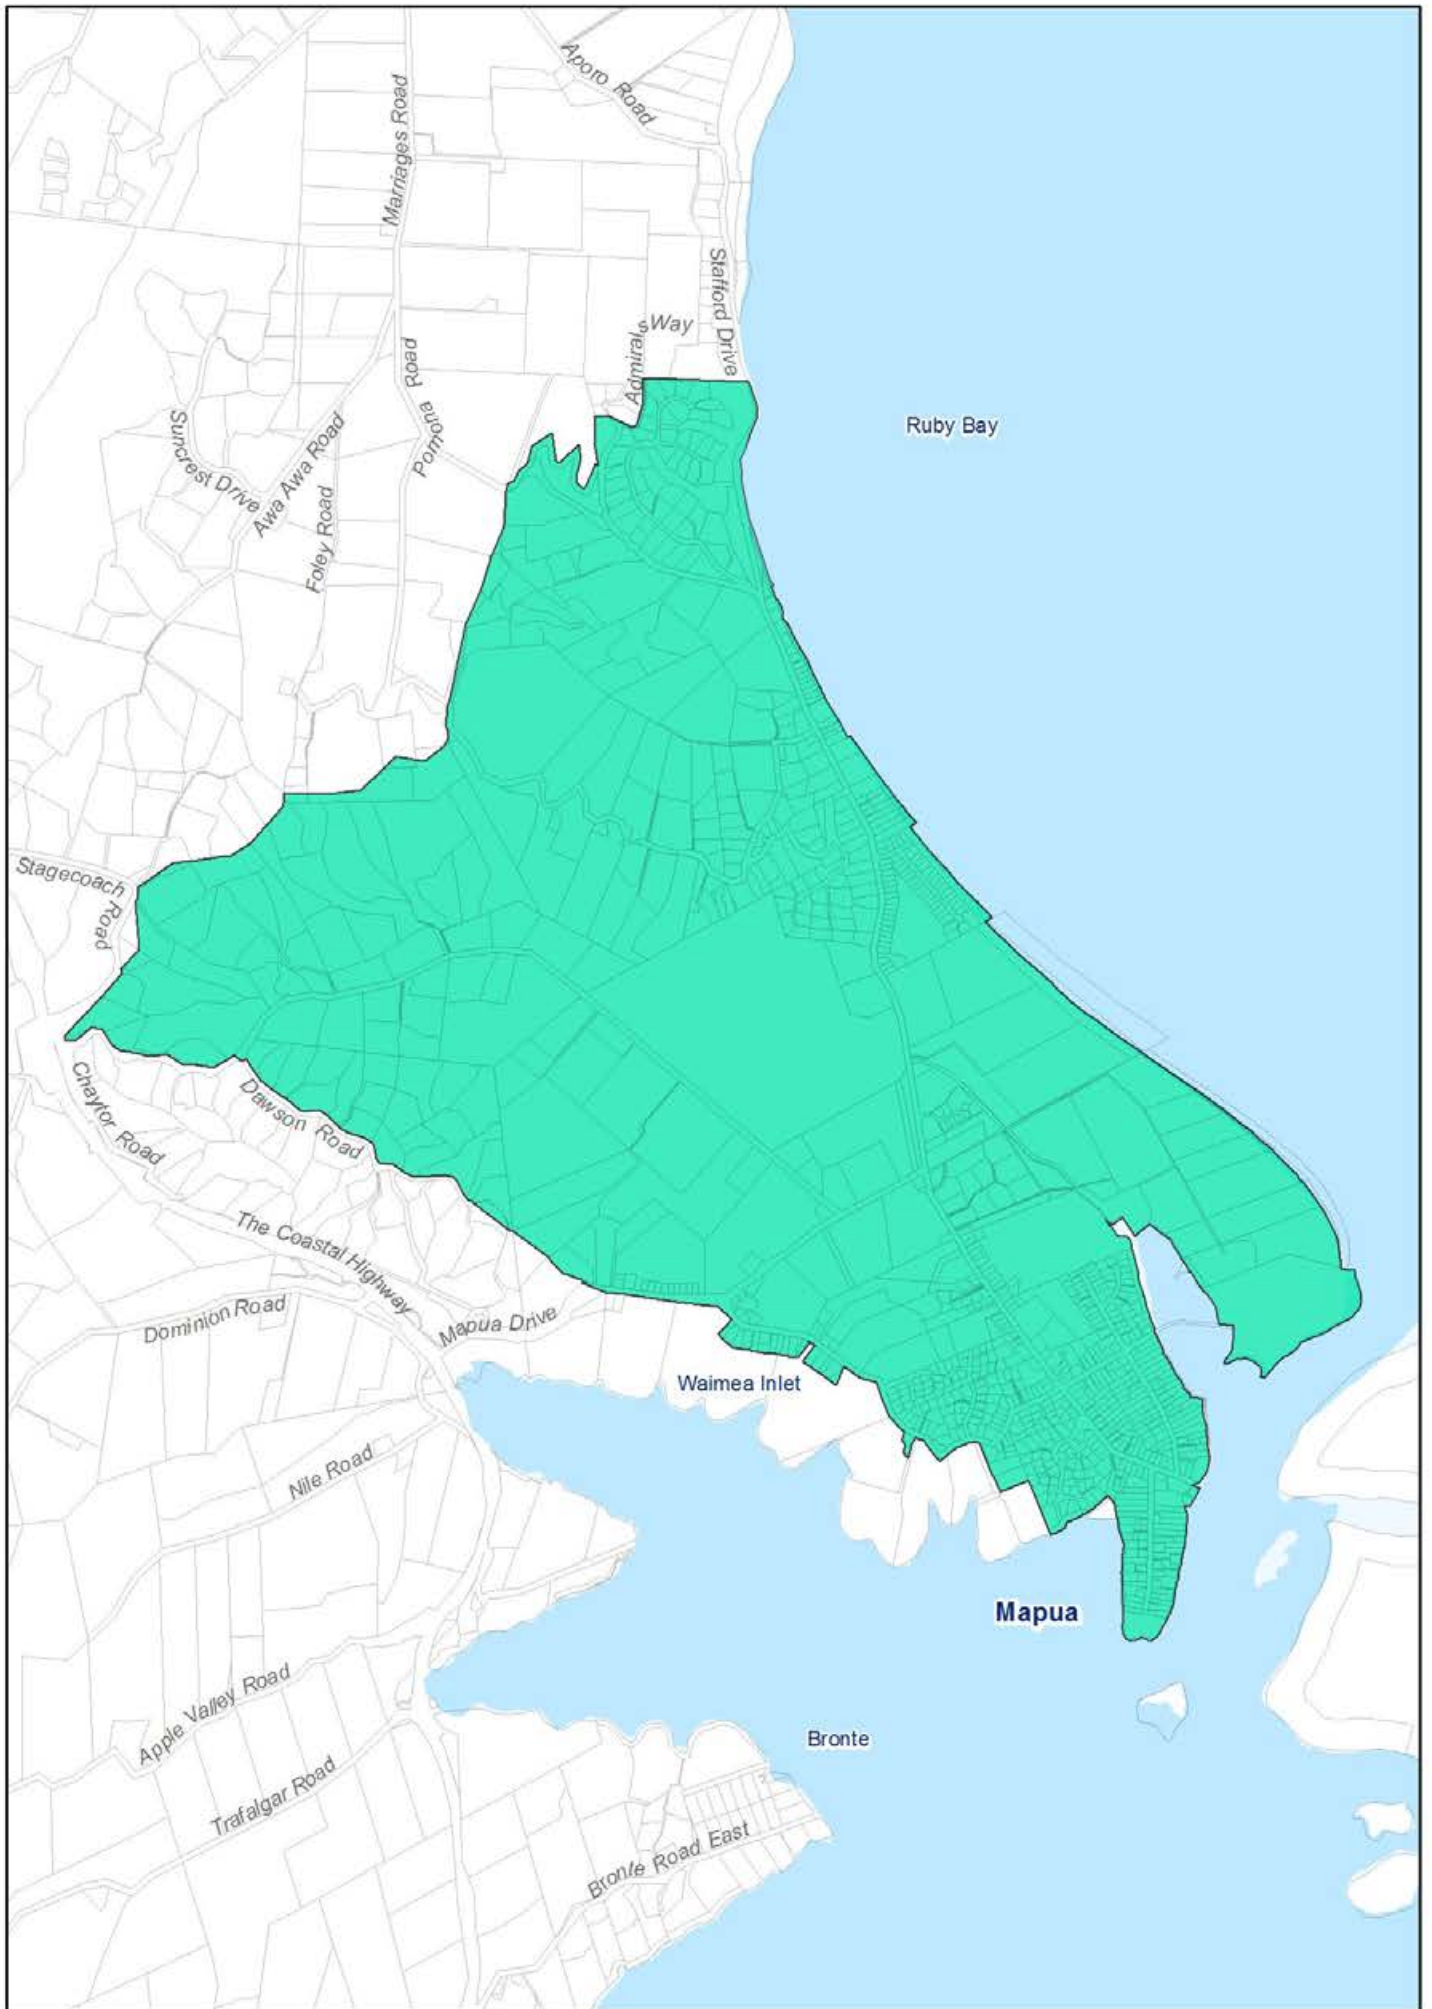 Aporo Road
Marriages Road
Stafford Drive
Admirals Way
Pomona Road
Ruby Bay
Suncrest Drive
Awa Awa Road
Foley Road
Stagecoach Road
Chaytor Road
Dawson Road
The Coastal Highway
Dominion Road
Mapua Drive
Waimea Inlet
Nile Road
Mapua
Apple Valley Road
Bronte
Trafalgar Road
Bronte Road East